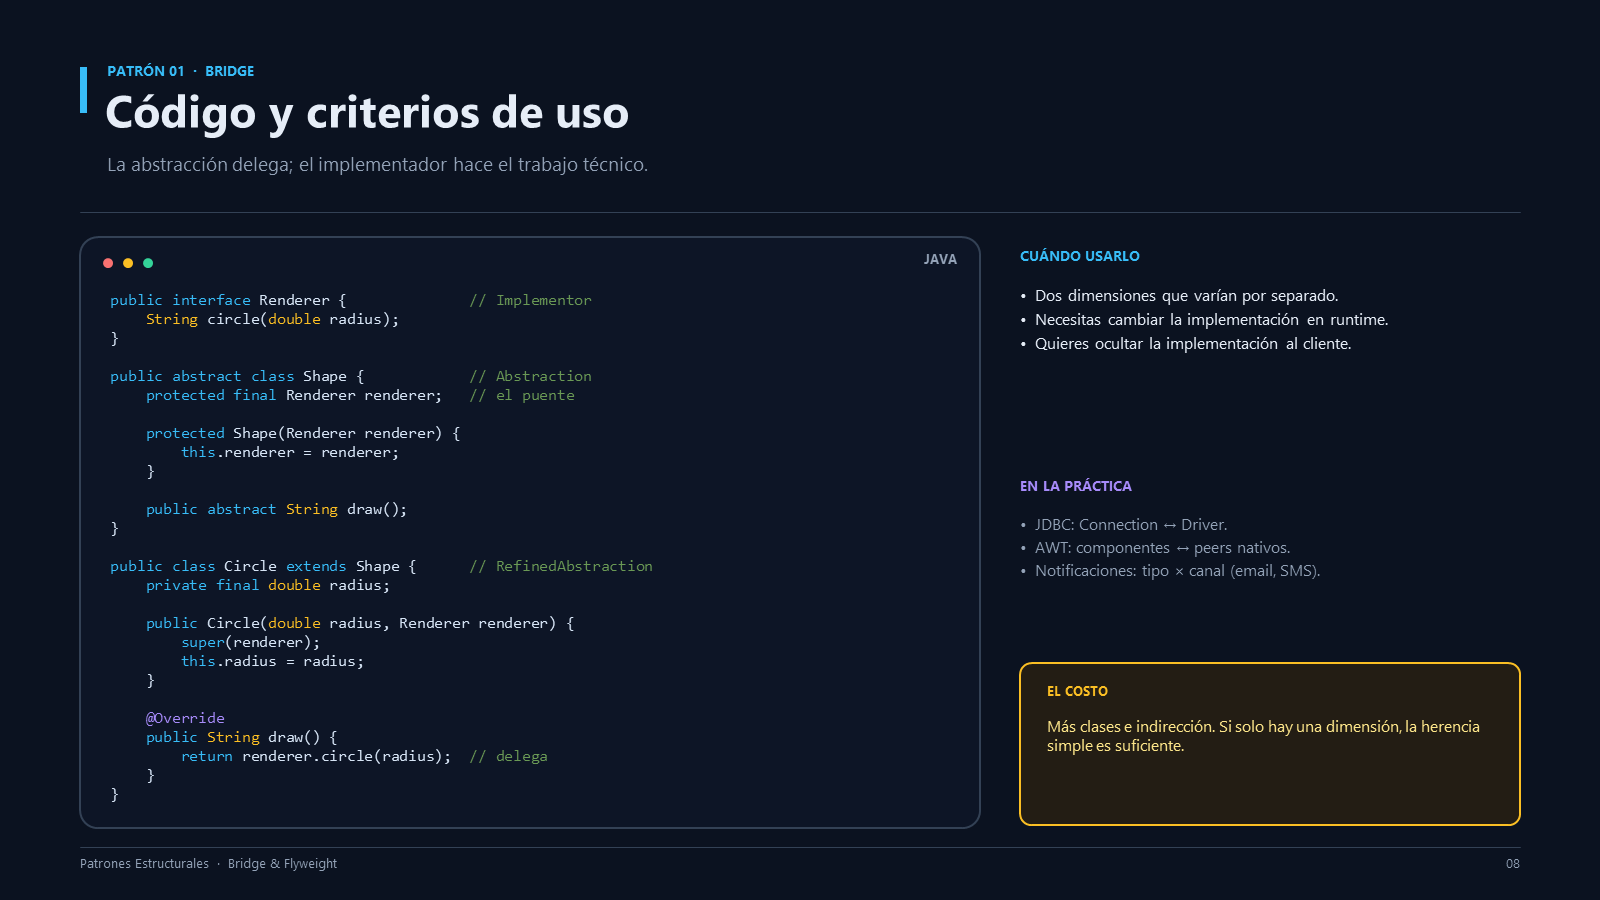 PATRÓN 01 · BRIDGE
Código y criterios de uso
La abstracción delega; el implementador hace el trabajo técnico.
JAVA
public interface Renderer {              // Implementor
    String circle(double radius);
}
public abstract class Shape {            // Abstraction
    protected final Renderer renderer;   // el puente
    protected Shape(Renderer renderer) {
        this.renderer = renderer;
    }
    public abstract String draw();
}
public class Circle extends Shape {      // RefinedAbstraction
    private final double radius;
    public Circle(double radius, Renderer renderer) {
        super(renderer);
        this.radius = radius;
    }
    @Override
    public String draw() {
        return renderer.circle(radius);  // delega
    }
}
CUÁNDO USARLO
• Dos dimensiones que varían por separado.
• Necesitas cambiar la implementación en runtime.
• Quieres ocultar la implementación al cliente.
EN LA PRÁCTICA
• JDBC: Connection ↔ Driver.
• AWT: componentes ↔ peers nativos.
• Notificaciones: tipo × canal (email, SMS).
EL COSTO
Más clases e indirección. Si solo hay una dimensión, la herencia
simple es suficiente.
Patrones Estructurales · Bridge & Flyweight
08